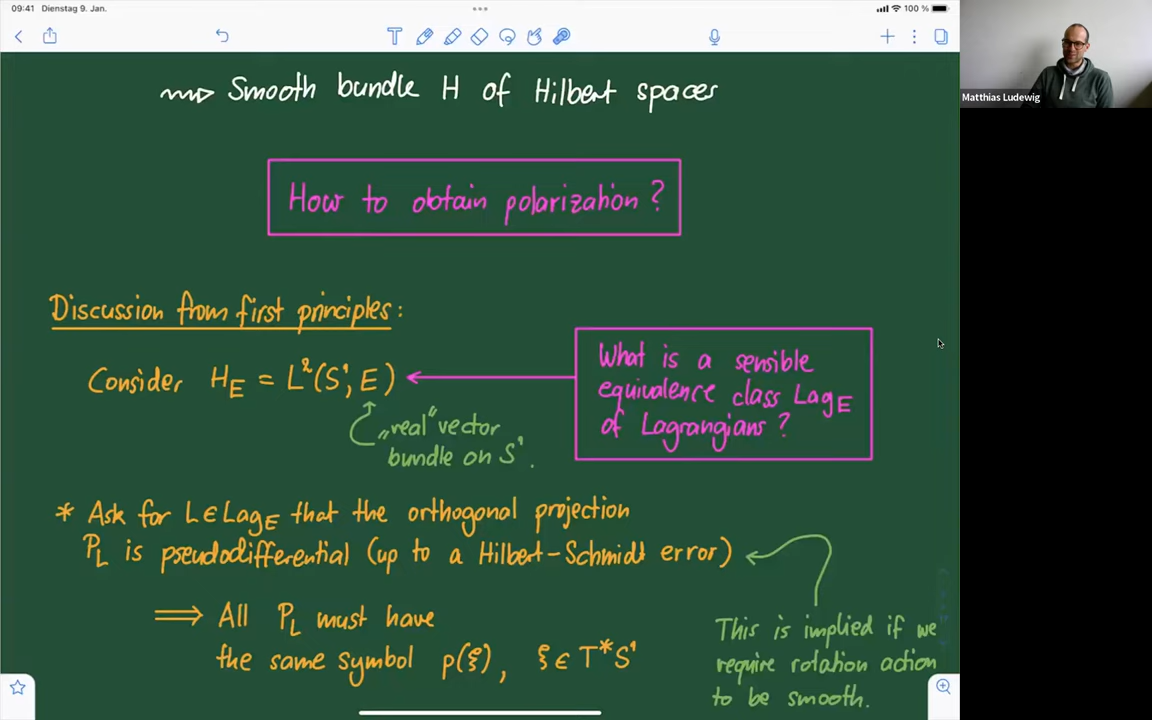 09:41 Dienstag 9. Jan.
100 %
Matthias Ludewig
⟿ Smooth bundle H of Hilbert spaces
How to obtain polarization?
Discussion from first principles:
Consider H_E = L²(S¹, E)
"real" vector
bundle on S¹.
What is a sensible
equivalence class Lag_E
of Lagrangians?
* Ask for L ∈ Lag_E that the orthogonal projection
P_L is pseudodifferential (up to a Hilbert-Schmidt error)
⟹ All P_L must have
the same symbol p(ξ), ξ ∈ T*S¹
This is implied if we
require rotation action
to be smooth.